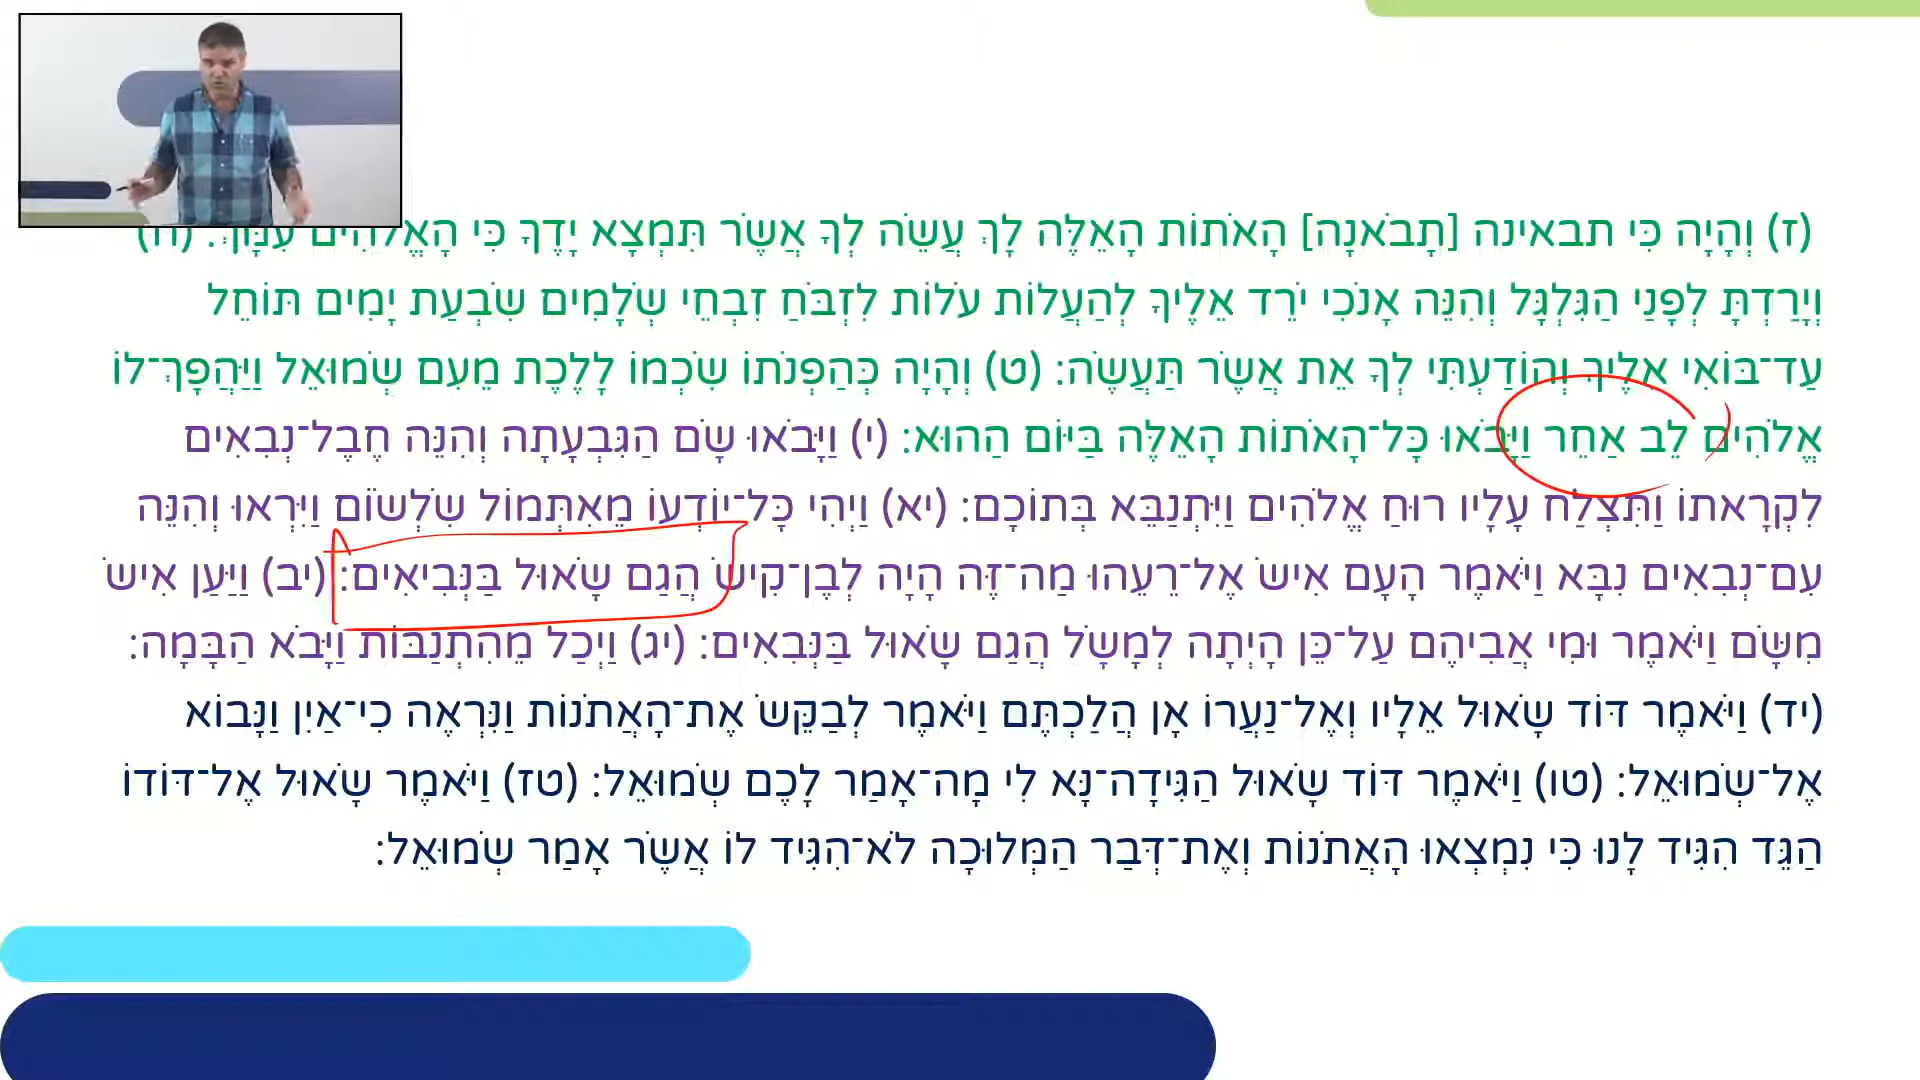 (ז) וְהָיָה כִּי תבאינה [תָבֹאנָה] הָאֹתוֹת הָאֵלֶּה לָךְ עֲשֵׂה לְךָ אֲשֶׁר תִּמְצָא יָדֶךָ כִּי הָאֱלֹהִים עִמָּךְ: (ח)
וְיָרַדְתָּ לְפָנַי הַגִּלְגָּל וְהִנֵּה אָנֹכִי יֹרֵד אֵלֶיךָ לְהַעֲלוֹת עֹלוֹת לִזְבֹּחַ זִבְחֵי שְׁלָמִים שִׁבְעַת יָמִים תּוֹחֵל
עַד־בּוֹאִי אֵלֶיךָ וְהוֹדַעְתִּי לְךָ אֵת אֲשֶׁר תַּעֲשֶׂה: (ט) וְהָיָה כְּהַפְנֹתוֹ שִׁכְמוֹ לָלֶכֶת מֵעִם שְׁמוּאֵל וַיַּהֲפָךְ־לוֹ
אֱלֹהִים לֵב אַחֵר וַיָּבֹאוּ כָּל־הָאֹתוֹת הָאֵלֶּה בַּיּוֹם הַהוּא: (י) וַיָּבֹאוּ שָׁם הַגִּבְעָתָה וְהִנֵּה חֶבֶל־נְבִאִים
לִקְרָאתוֹ וַתִּצְלַח עָלָיו רוּחַ אֱלֹהִים וַיִּתְנַבֵּא בְּתוֹכָם: (יא) וַיְהִי כָּל־יוֹדְעוֹ מֵאִתְּמוֹל שִׁלְשׁוֹם וַיִּרְאוּ וְהִנֵּה
עִם־נְבִאִים נִבָּא וַיֹּאמֶר הָעָם אִישׁ אֶל־רֵעֵהוּ מַה־זֶּה הָיָה לְבֶן־קִישׁ הֲגַם שָׁאוּל בַּנְּבִיאִים: (יב) וַיַּעַן אִישׁ
מִשָּׁם וַיֹּאמֶר וּמִי אֲבִיהֶם עַל־כֵּן הָיְתָה לְמָשָׁל הֲגַם שָׁאוּל בַּנְּבִאִים: (יג) וַיְכַל מֵהִתְנַבּוֹת וַיָּבֹא הַבָּמָה:
(יד) וַיֹּאמֶר דּוֹד שָׁאוּל אֵלָיו וְאֶל־נַעֲרוֹ אָן הֲלַכְתֶּם וַיֹּאמֶר לְבַקֵּשׁ אֶת־הָאֲתֹנוֹת וַנִּרְאֶה כִי־אַיִן וַנָּבוֹא
אֶל־שְׁמוּאֵל: (טו) וַיֹּאמֶר דּוֹד שָׁאוּל הַגִּידָה־נָּא לִי מָה־אָמַר לָכֶם שְׁמוּאֵל: (טז) וַיֹּאמֶר שָׁאוּל אֶל־דּוֹדוֹ
הַגֵּד הִגִּיד לָנוּ כִּי נִמְצְאוּ הָאֲתֹנוֹת וְאֶת־דְּבַר הַמְּלוּכָה לֹא־הִגִּיד לוֹ אֲשֶׁר אָמַר שְׁמוּאֵל: